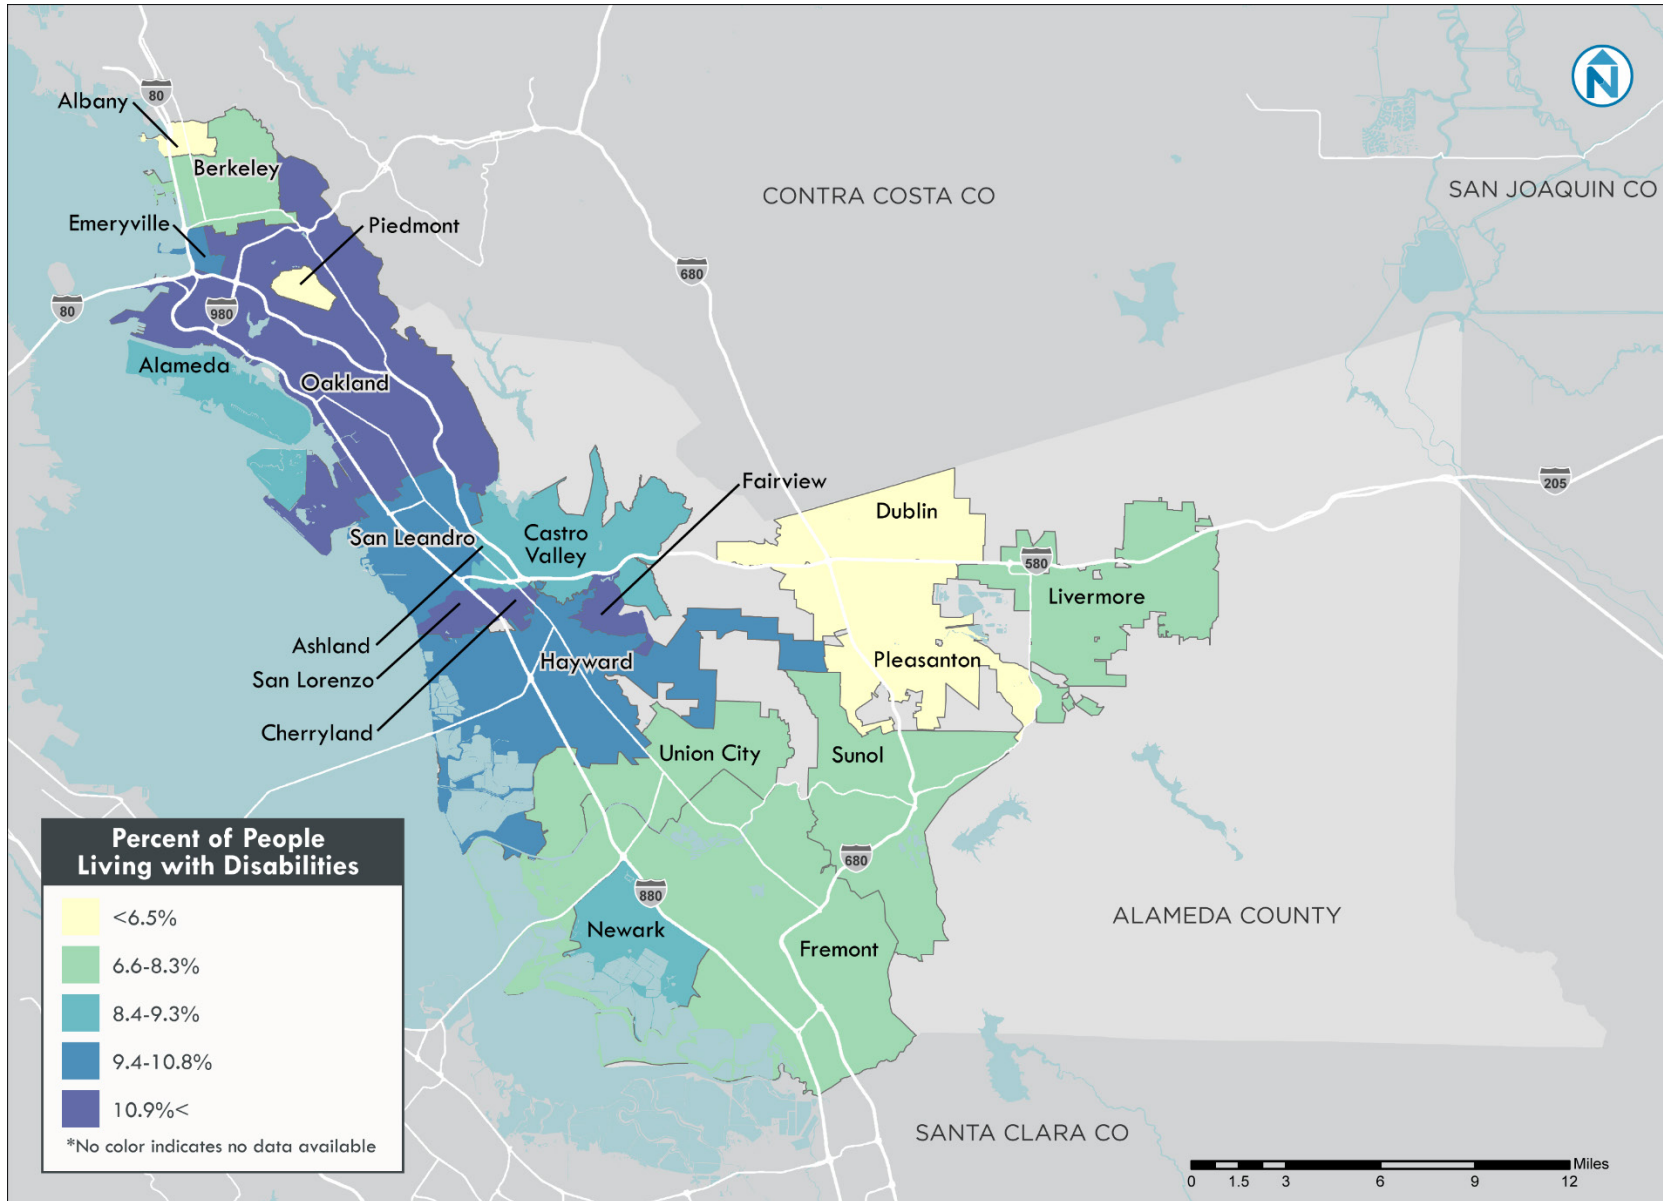 N
80
Albany
Berkeley
CONTRA COSTA CO
SAN JOAQUIN CO
Emeryville
Piedmont
680
80
980
Alameda
Oakland
Fairview
205
Dublin
San Leandro
Castro
Valley
580
Livermore
Ashland
Hayward
Pleasanton
San Lorenzo
Cherryland
Union City
Sunol
680
880
Newark
Fremont
ALAMEDA COUNTY
SANTA CLARA CO
Percent of People
Living with Disabilities
<6.5%
6.6-8.3%
8.4-9.3%
9.4-10.8%
10.9%<
*No color indicates no data available
Miles
0 1.5 3 6 9 12